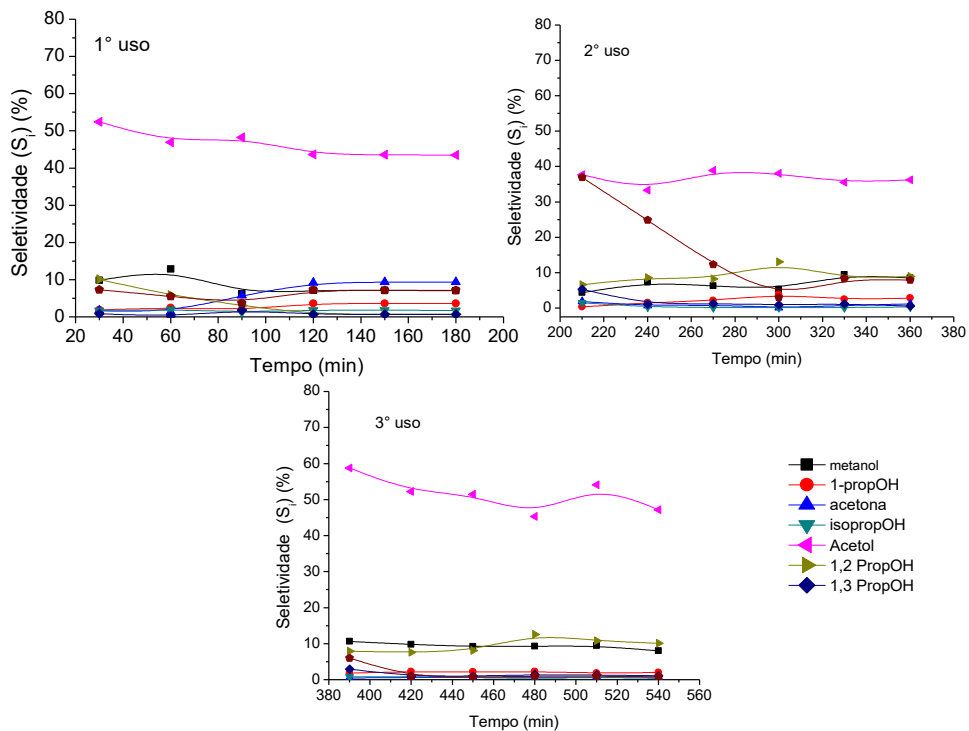 1° uso
Seletividade (Sᵢ) (%)
80
70
60
50
40
30
20
10
0
20 40 60 80 100 120 140 160 180 200
Tempo (min)
2° uso
Seletividade (Sᵢ) (%)
80
70
60
50
40
30
20
10
0
200 220 240 260 280 300 320 340 360 380
Tempo (min)
3° uso
Seletividade (Sᵢ) (%)
80
70
60
50
40
30
20
10
0
380 400 420 440 460 480 500 520 540 560
Tempo (min)
metanol
1-propOH
acetona
isopropOH
Acetol
1,2 PropOH
1,3 PropOH